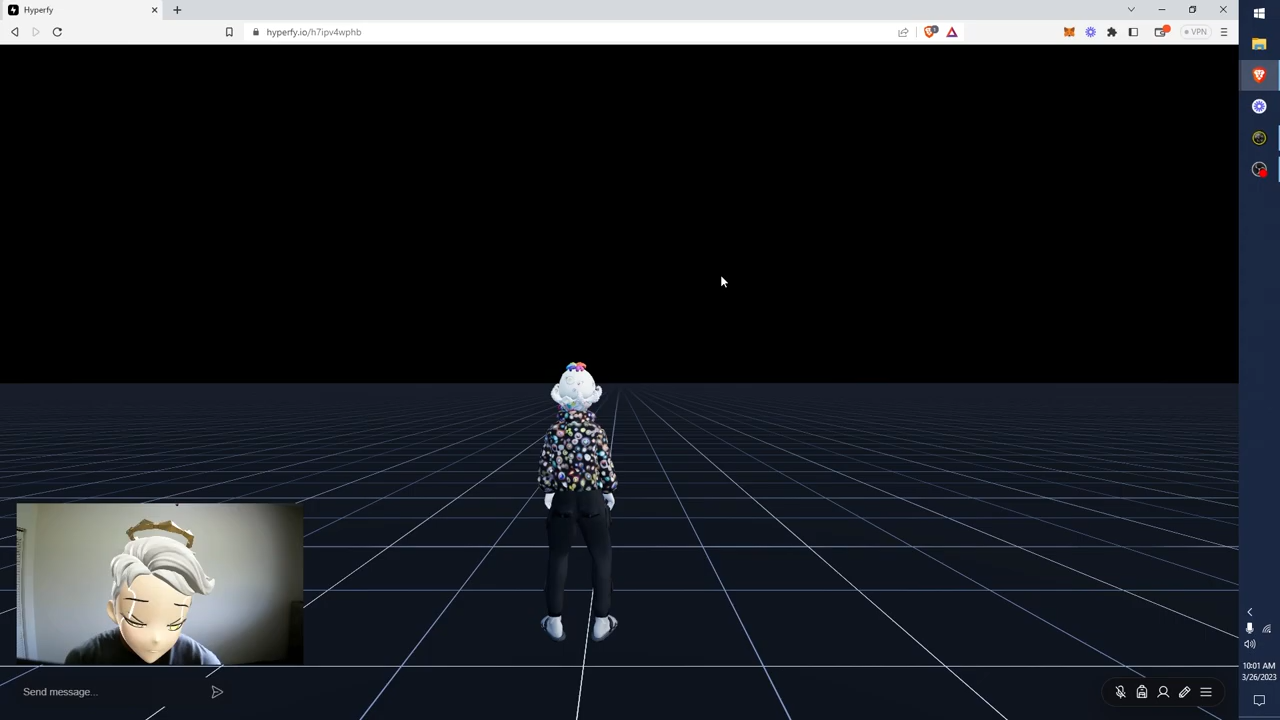 Hyperfy
hyperfy.io/h7ipv4wphb
VPN
Send message...
10:01 AM
3/26/2023